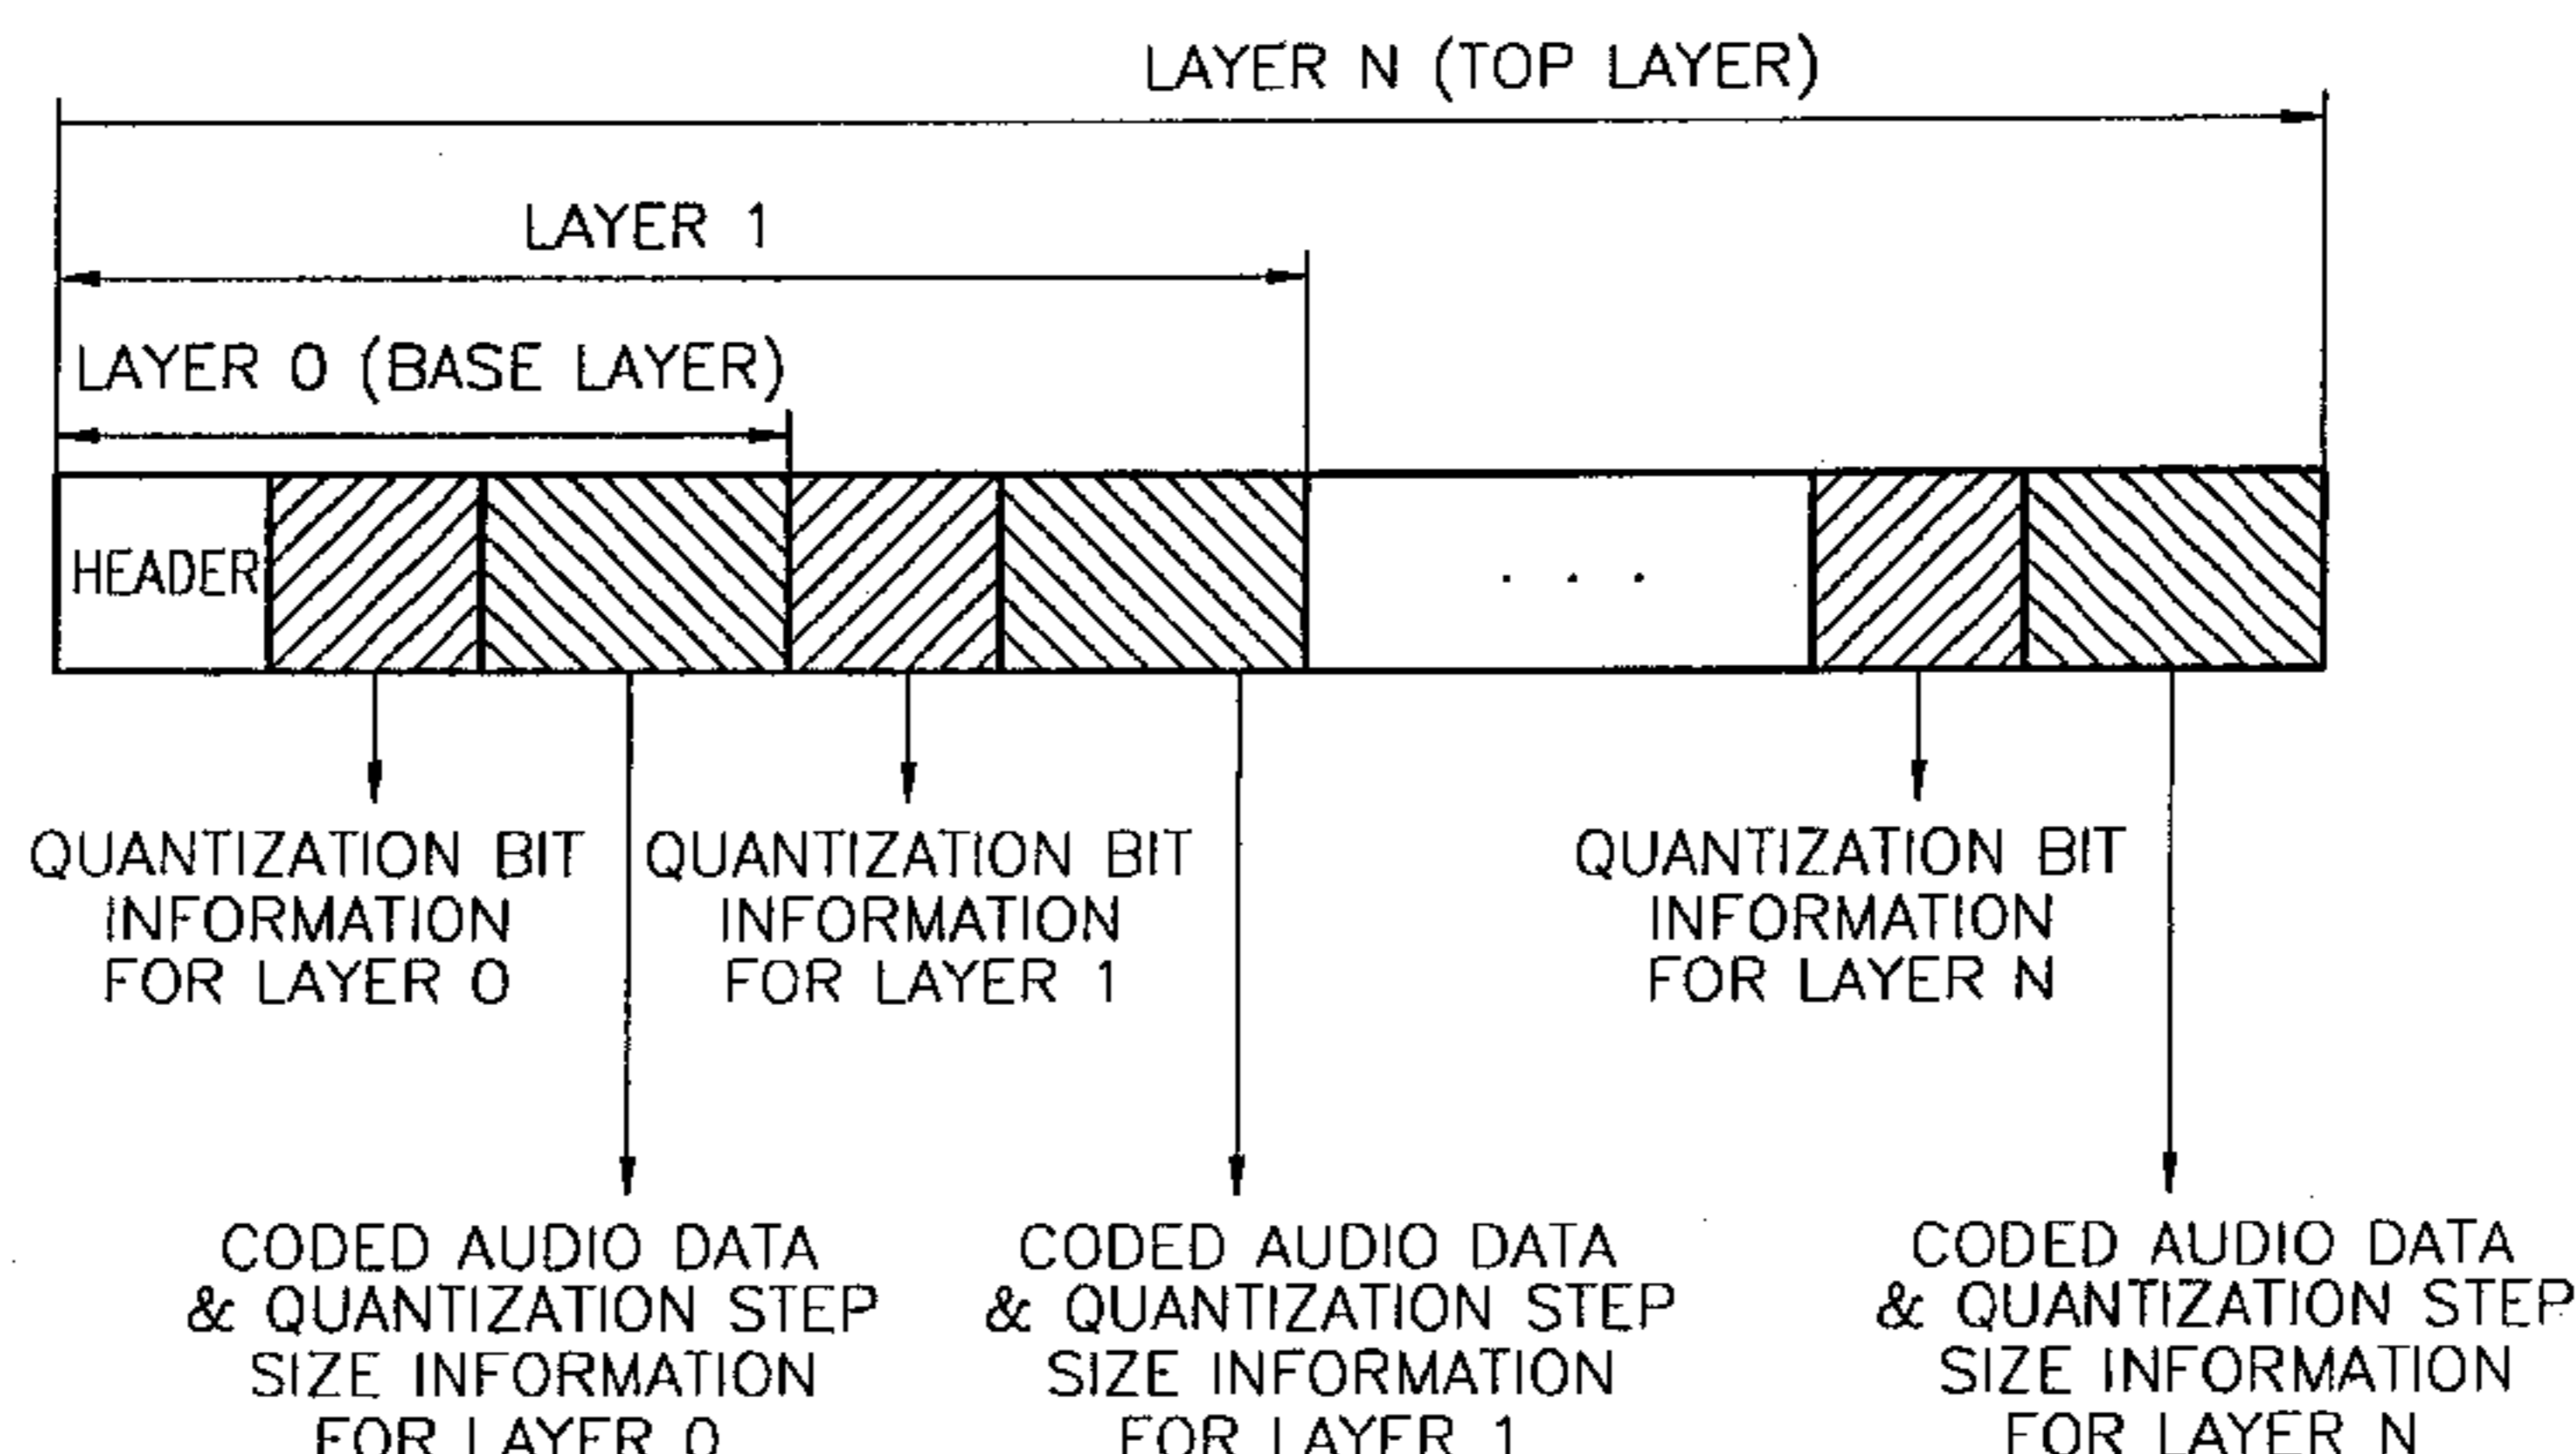 LAYER N (TOP LAYER)
LAYER 1
LAYER 0 (BASE LAYER)
HEADER
. . .
QUANTIZATION BIT
INFORMATION
FOR LAYER 0
QUANTIZATION BIT
INFORMATION
FOR LAYER 1
QUANTIZATION BIT
INFORMATION
FOR LAYER N
CODED AUDIO DATA
& QUANTIZATION STEP
SIZE INFORMATION
FOR LAYER 0
CODED AUDIO DATA
& QUANTIZATION STEP
SIZE INFORMATION
FOR LAYER 1
CODED AUDIO DATA
& QUANTIZATION STEP
SIZE INFORMATION
FOR LAYER N